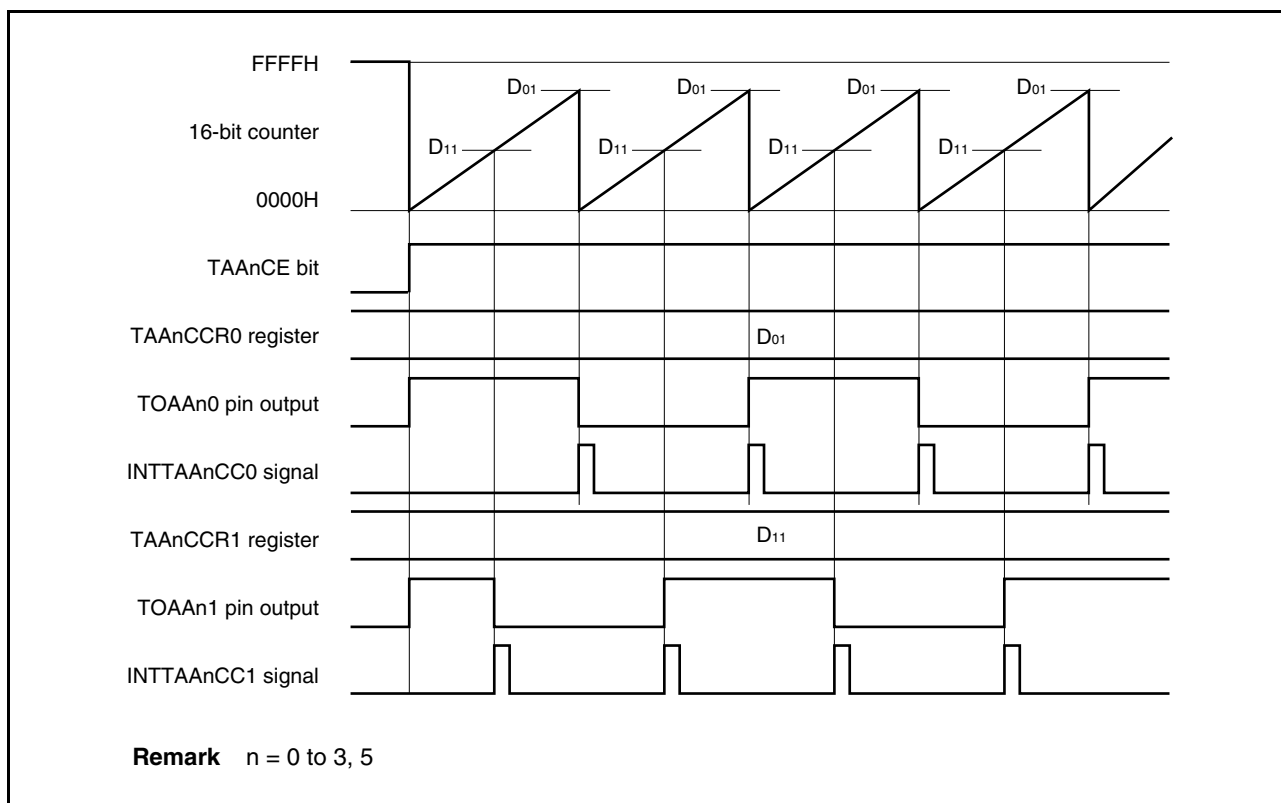 FFFFH
D01 D01 D01 D01
16-bit counter
D11 D11 D11 D11
0000H
TAAnCE bit
TAAnCCR0 register
D01
TOAAn0 pin output
INTTAAnCC0 signal
TAAnCCR1 register
D11
TOAAn1 pin output
INTTAAnCC1 signal
Remark n = 0 to 3, 5